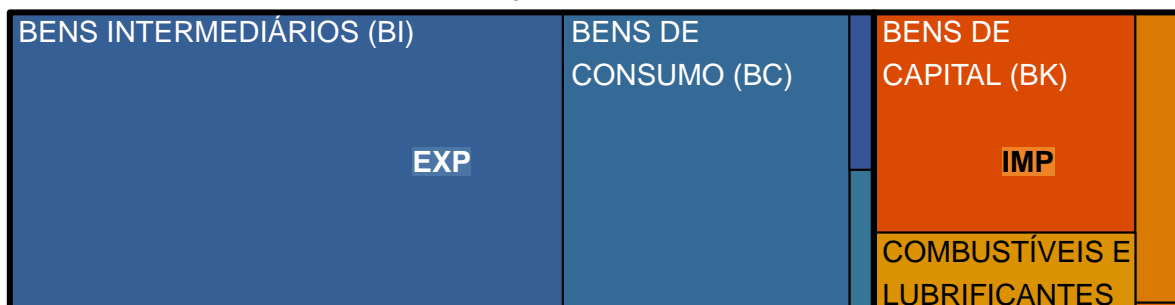 BENS INTERMEDIÁRIOS (BI)
EXP
BENS DE
CONSUMO (BC)
BENS DE
CAPITAL (BK)
IMP
COMBUSTÍVEIS E
LUBRIFICANTES